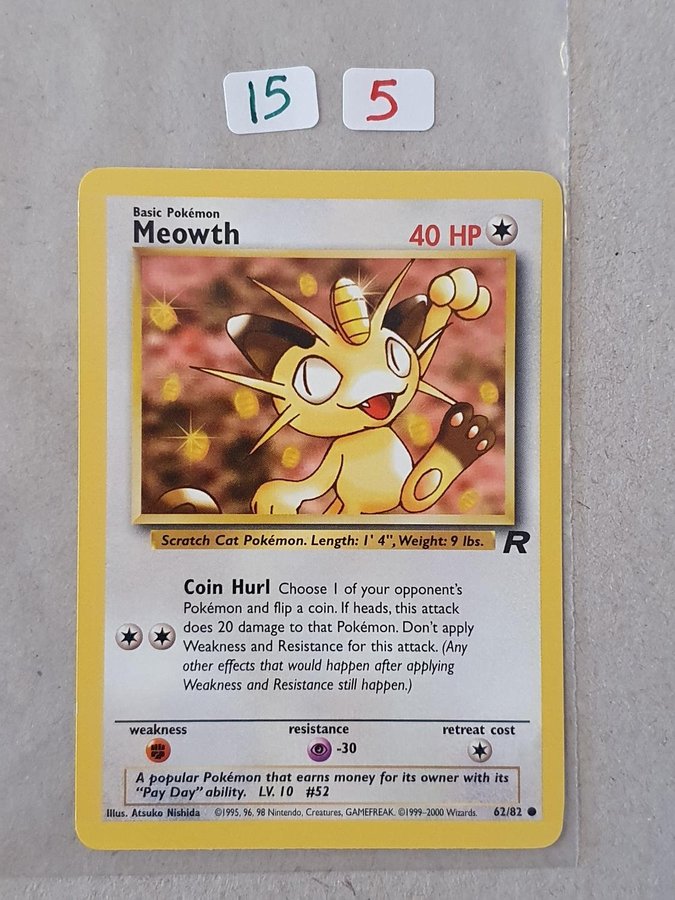 15 5
Basic Pokémon
Meowth 40 HP
Scratch Cat Pokémon. Length: 1' 4", Weight: 9 lbs. R
Coin Hurl Choose 1 of your opponent's
Pokémon and flip a coin. If heads, this attack
does 20 damage to that Pokémon. Don't apply
Weakness and Resistance for this attack. (Any
other effects that would happen after applying
Weakness and Resistance still happen.)
weakness resistance retreat cost
-30
A popular Pokémon that earns money for its owner with its
"Pay Day" ability. LV. 10 #52
Illus. Atsuko Nishida ©1995, 96, 98 Nintendo, Creatures, GAMEFREAK. ©1999-2000 Wizards. 62/82